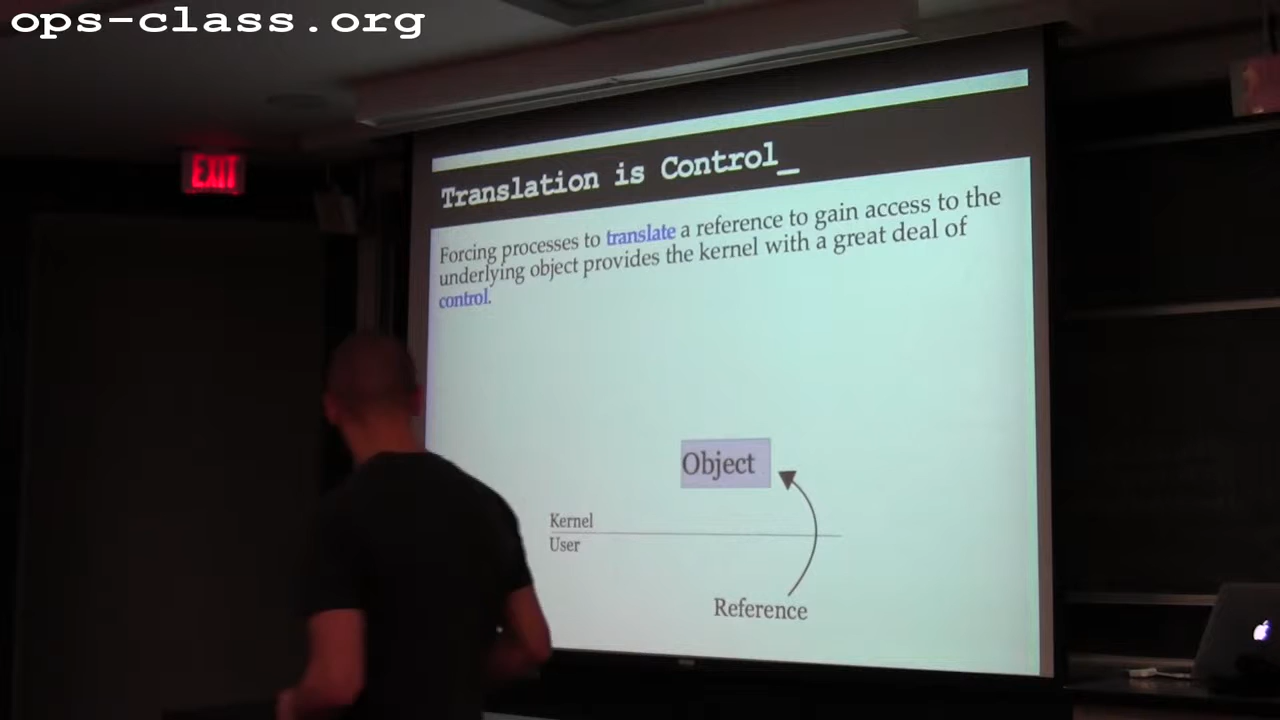 ops-class.org
EXIT
Translation is Control_
Forcing processes to translate a reference to gain access to the
underlying object provides the kernel with a great deal of
control.
Object
Kernel
User
Reference